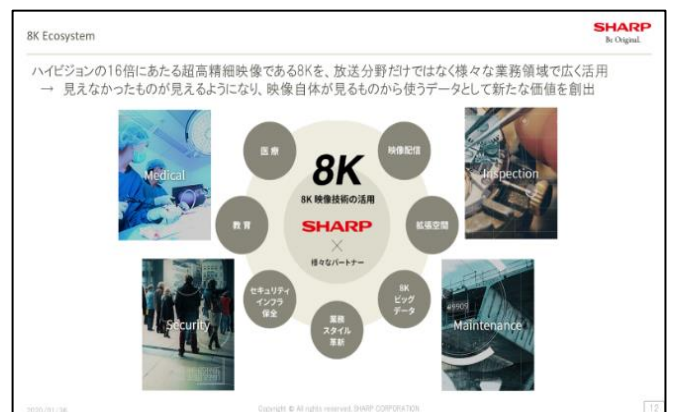 8K Ecosystem
SHARP
Be Original.
ハイビジョンの16倍にあたる超高精細映像である8Kを、放送分野だけではなく様々な業務領域で広く活用
→ 見えなかったものが見えるようになり、映像自体が見るものから使うデータとして新たな価値を創出
Medical
医療
8K
8K 映像技術の活用
映像配信
Inspection
教育
SHARP
×
様々なパートナー
拡張空間
Security
セキュリティ
インフラ
保全
業務
スタイル
革新
8K
ビッグ
データ
Maintenance
Copyright © All rights reserved, SHARP CORPORATION
12